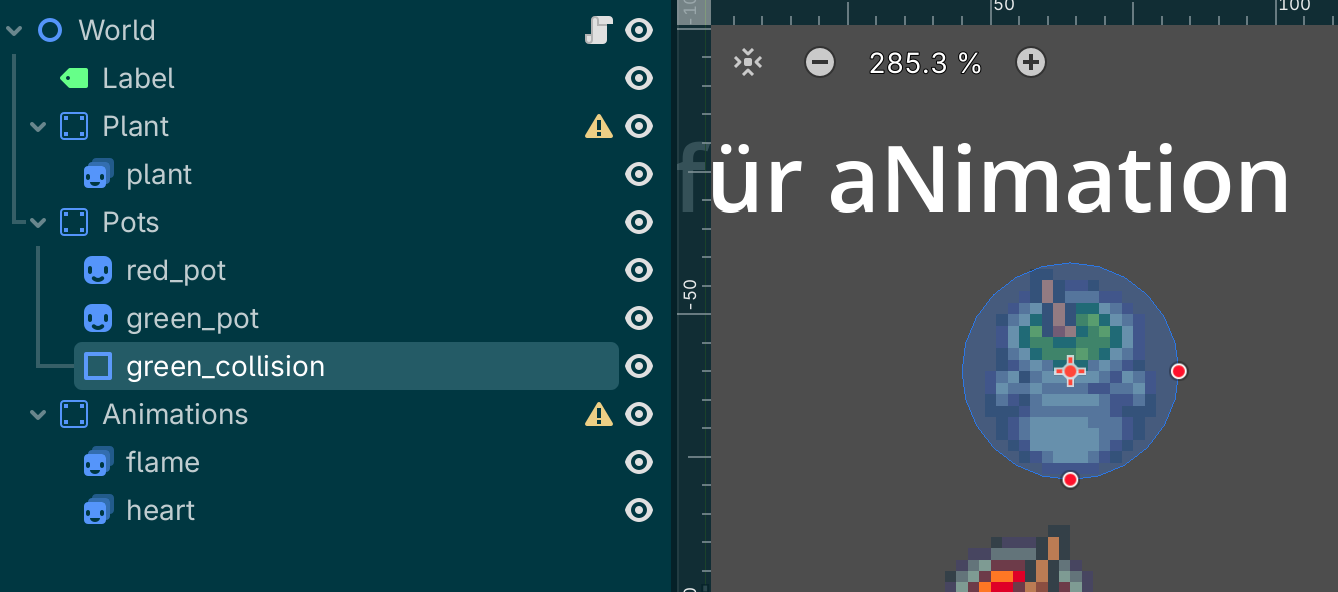 World
Label
Plant
plant
Pots
red_pot
green_pot
green_collision
Animations
flame
heart
50
100
285.3 %
für aNimation
-50